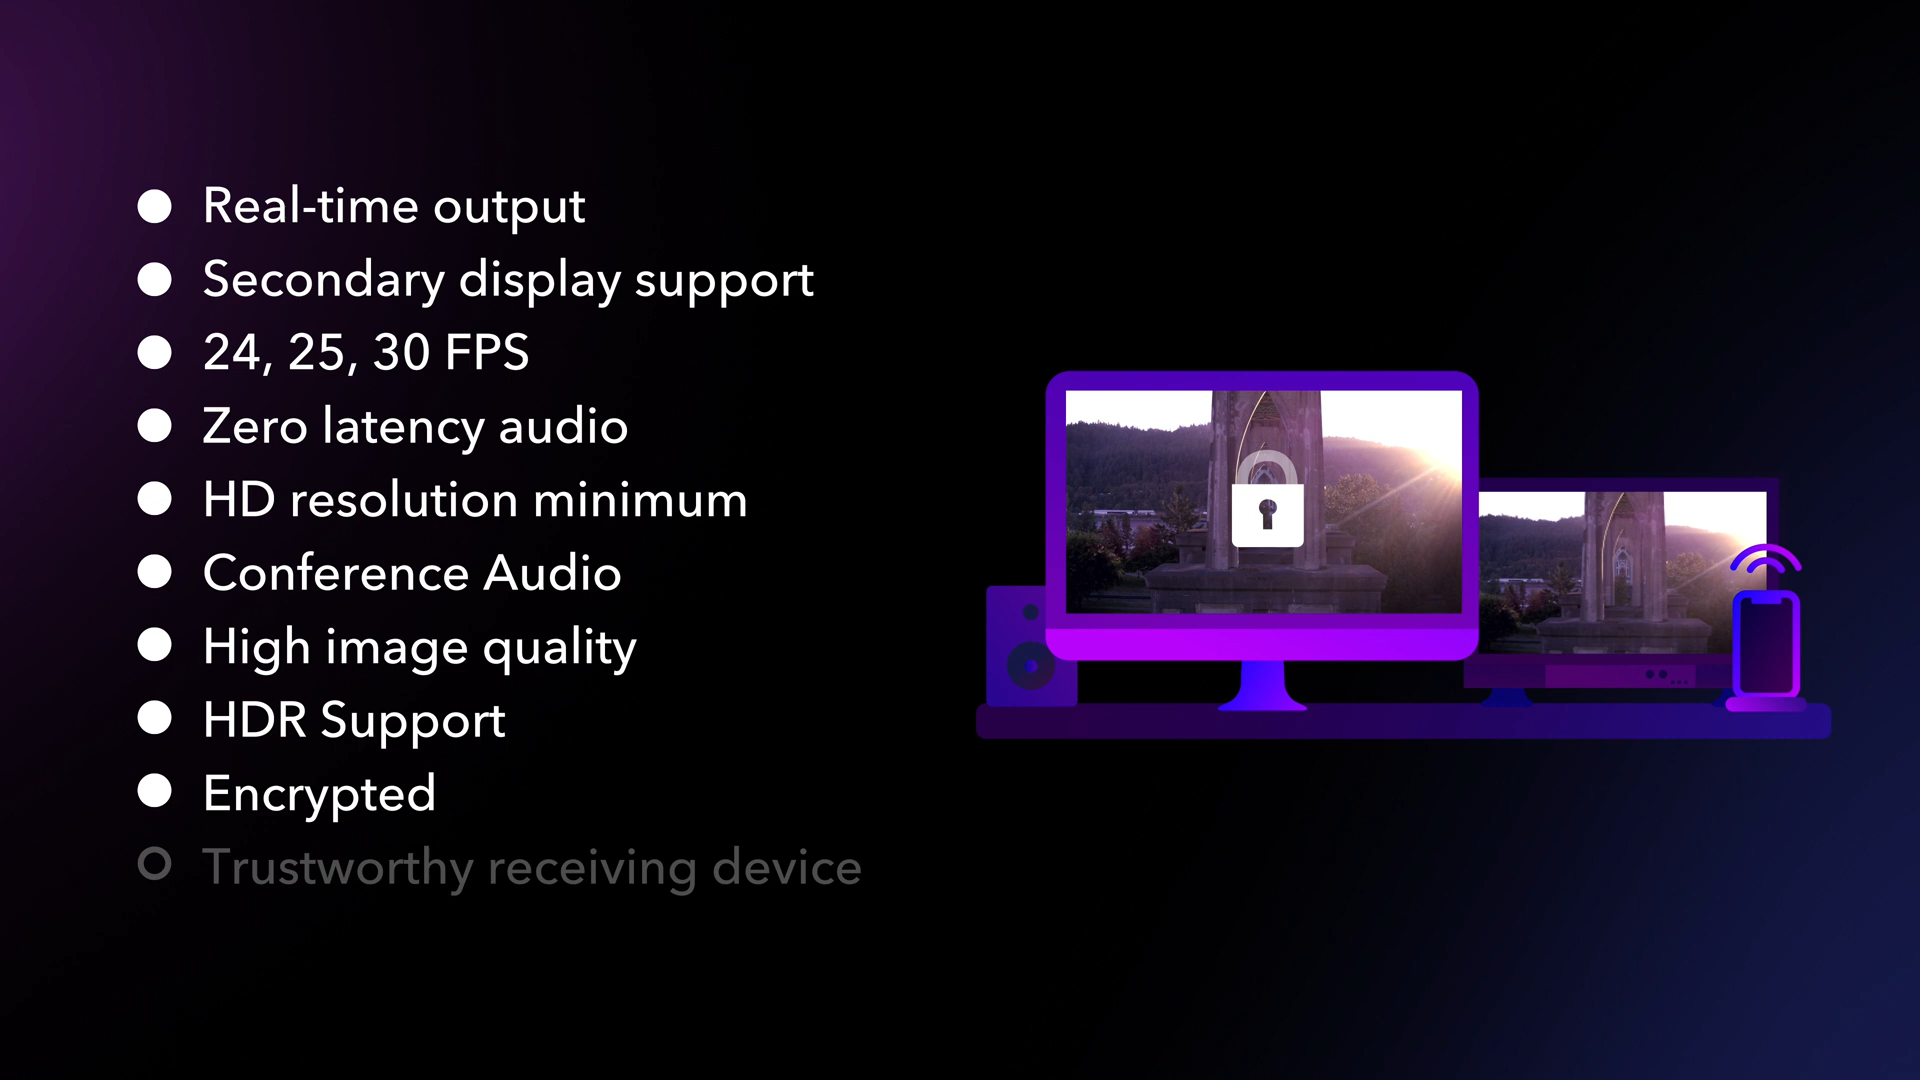 Real-time output
Secondary display support
24, 25, 30 FPS
Zero latency audio
HD resolution minimum
Conference Audio
High image quality
HDR Support
Encrypted
Trustworthy receiving device